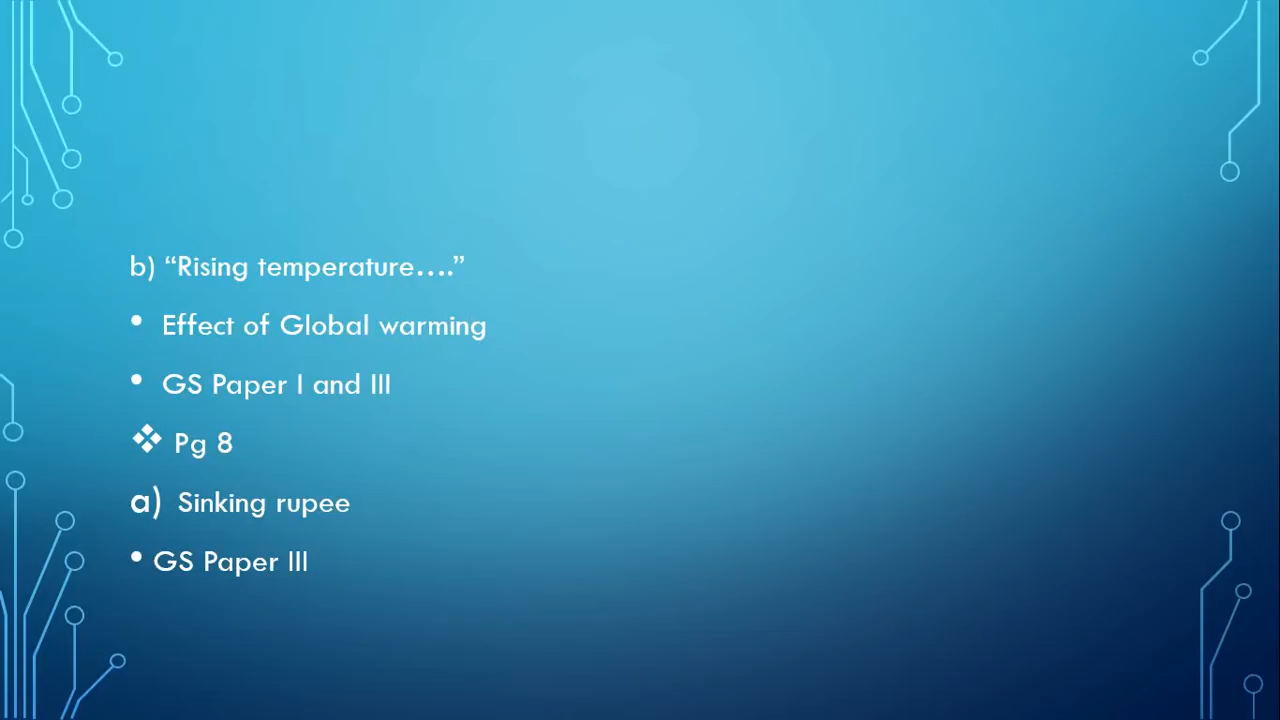 b) “Rising temperature….”
• Effect of Global warming
• GS Paper I and III
❖ Pg 8
a) Sinking rupee
• GS Paper III